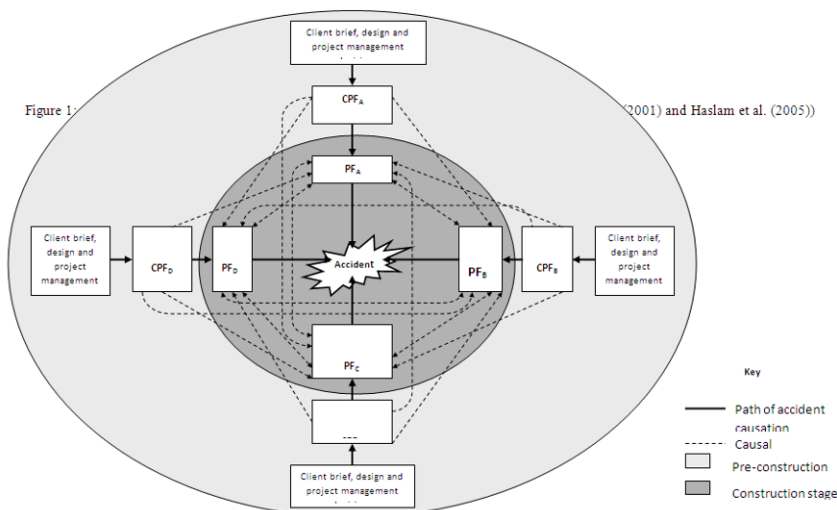 Client brief, design and
project management
Figure 1:
2001) and Haslam et al. (2005))
CPFA
PFA
Client brief,
design and
project
management
CPFD
PFD
Accident
PFB
CPFB
Client brief,
design and
project
management
PFC
Client brief, design and
project management
Key
Path of accident
causation
Causal
Pre-construction
Construction stage